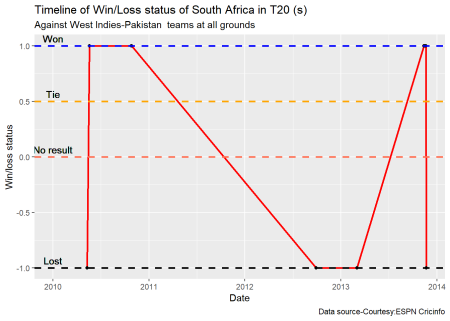 Timeline of Win/Loss status of South Africa in T20 (s)
Against West Indies-Pakistan  teams at all grounds
Win/loss status
1.0
0.5
0.0
-1.0
Won
Tie
No result
Lost
2010
2011
2012
2013
2014
Date
Data source-Courtesy:ESPN Cricinfo